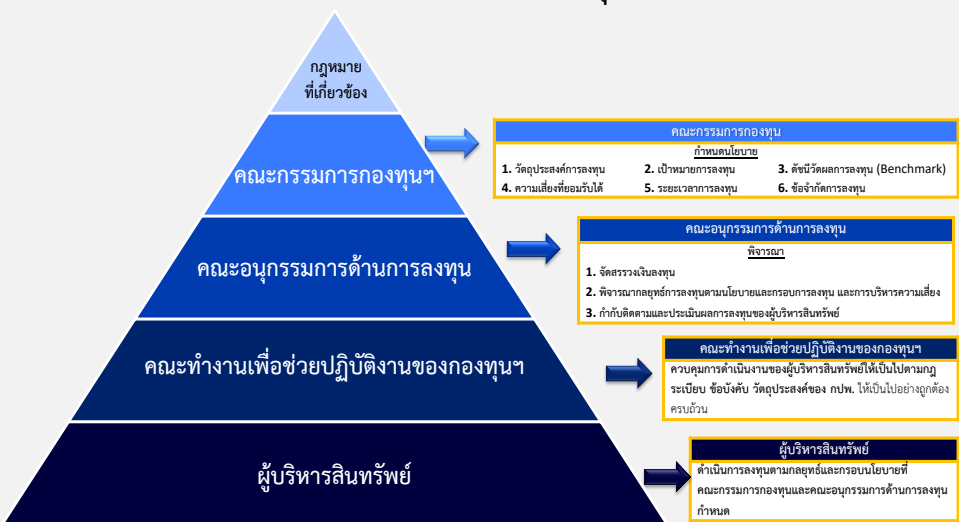 กฎหมาย
ที่เกี่ยวข้อง
คณะกรรมการกองทุนฯ
คณะอนุกรรมการด้านการลงทุน
คณะทำงานเพื่อช่วยปฏิบัติงานของกองทุนฯ
ผู้บริหารสินทรัพย์
คณะกรรมการกองทุน
กำหนดนโยบาย
1. วัตถุประสงค์การลงทุน 2. เป้าหมายการลงทุน 3. ดัชนีวัดผลการลงทุน (Benchmark)
4. ความเสี่ยงที่ยอมรับได้ 5. ระยะเวลาการลงทุน 6. ข้อจำกัดการลงทุน
คณะอนุกรรมการด้านการลงทุน
พิจารณา
1. จัดสรรวงเงินลงทุน
2. พิจารณากลยุทธ์การลงทุนตามนโยบายและกรอบการลงทุน และการบริหารความเสี่ยง
3. กำกับติดตามและประเมินผลการลงทุนของผู้บริหารสินทรัพย์
คณะทำงานเพื่อช่วยปฏิบัติงานของกองทุนฯ
ควบคุมการดำเนินงานของผู้บริหารสินทรัพย์ให้เป็นไปตามกฎ
ระเบียบ ข้อบังคับ วัตถุประสงค์ของ กปพ. ให้เป็นไปอย่างถูกต้อง
ครบถ้วน
ผู้บริหารสินทรัพย์
ดำเนินการลงทุนตามกลยุทธ์และกรอบนโยบายที่
คณะกรรมการกองทุนและคณะอนุกรรมการด้านการลงทุน
กำหนด